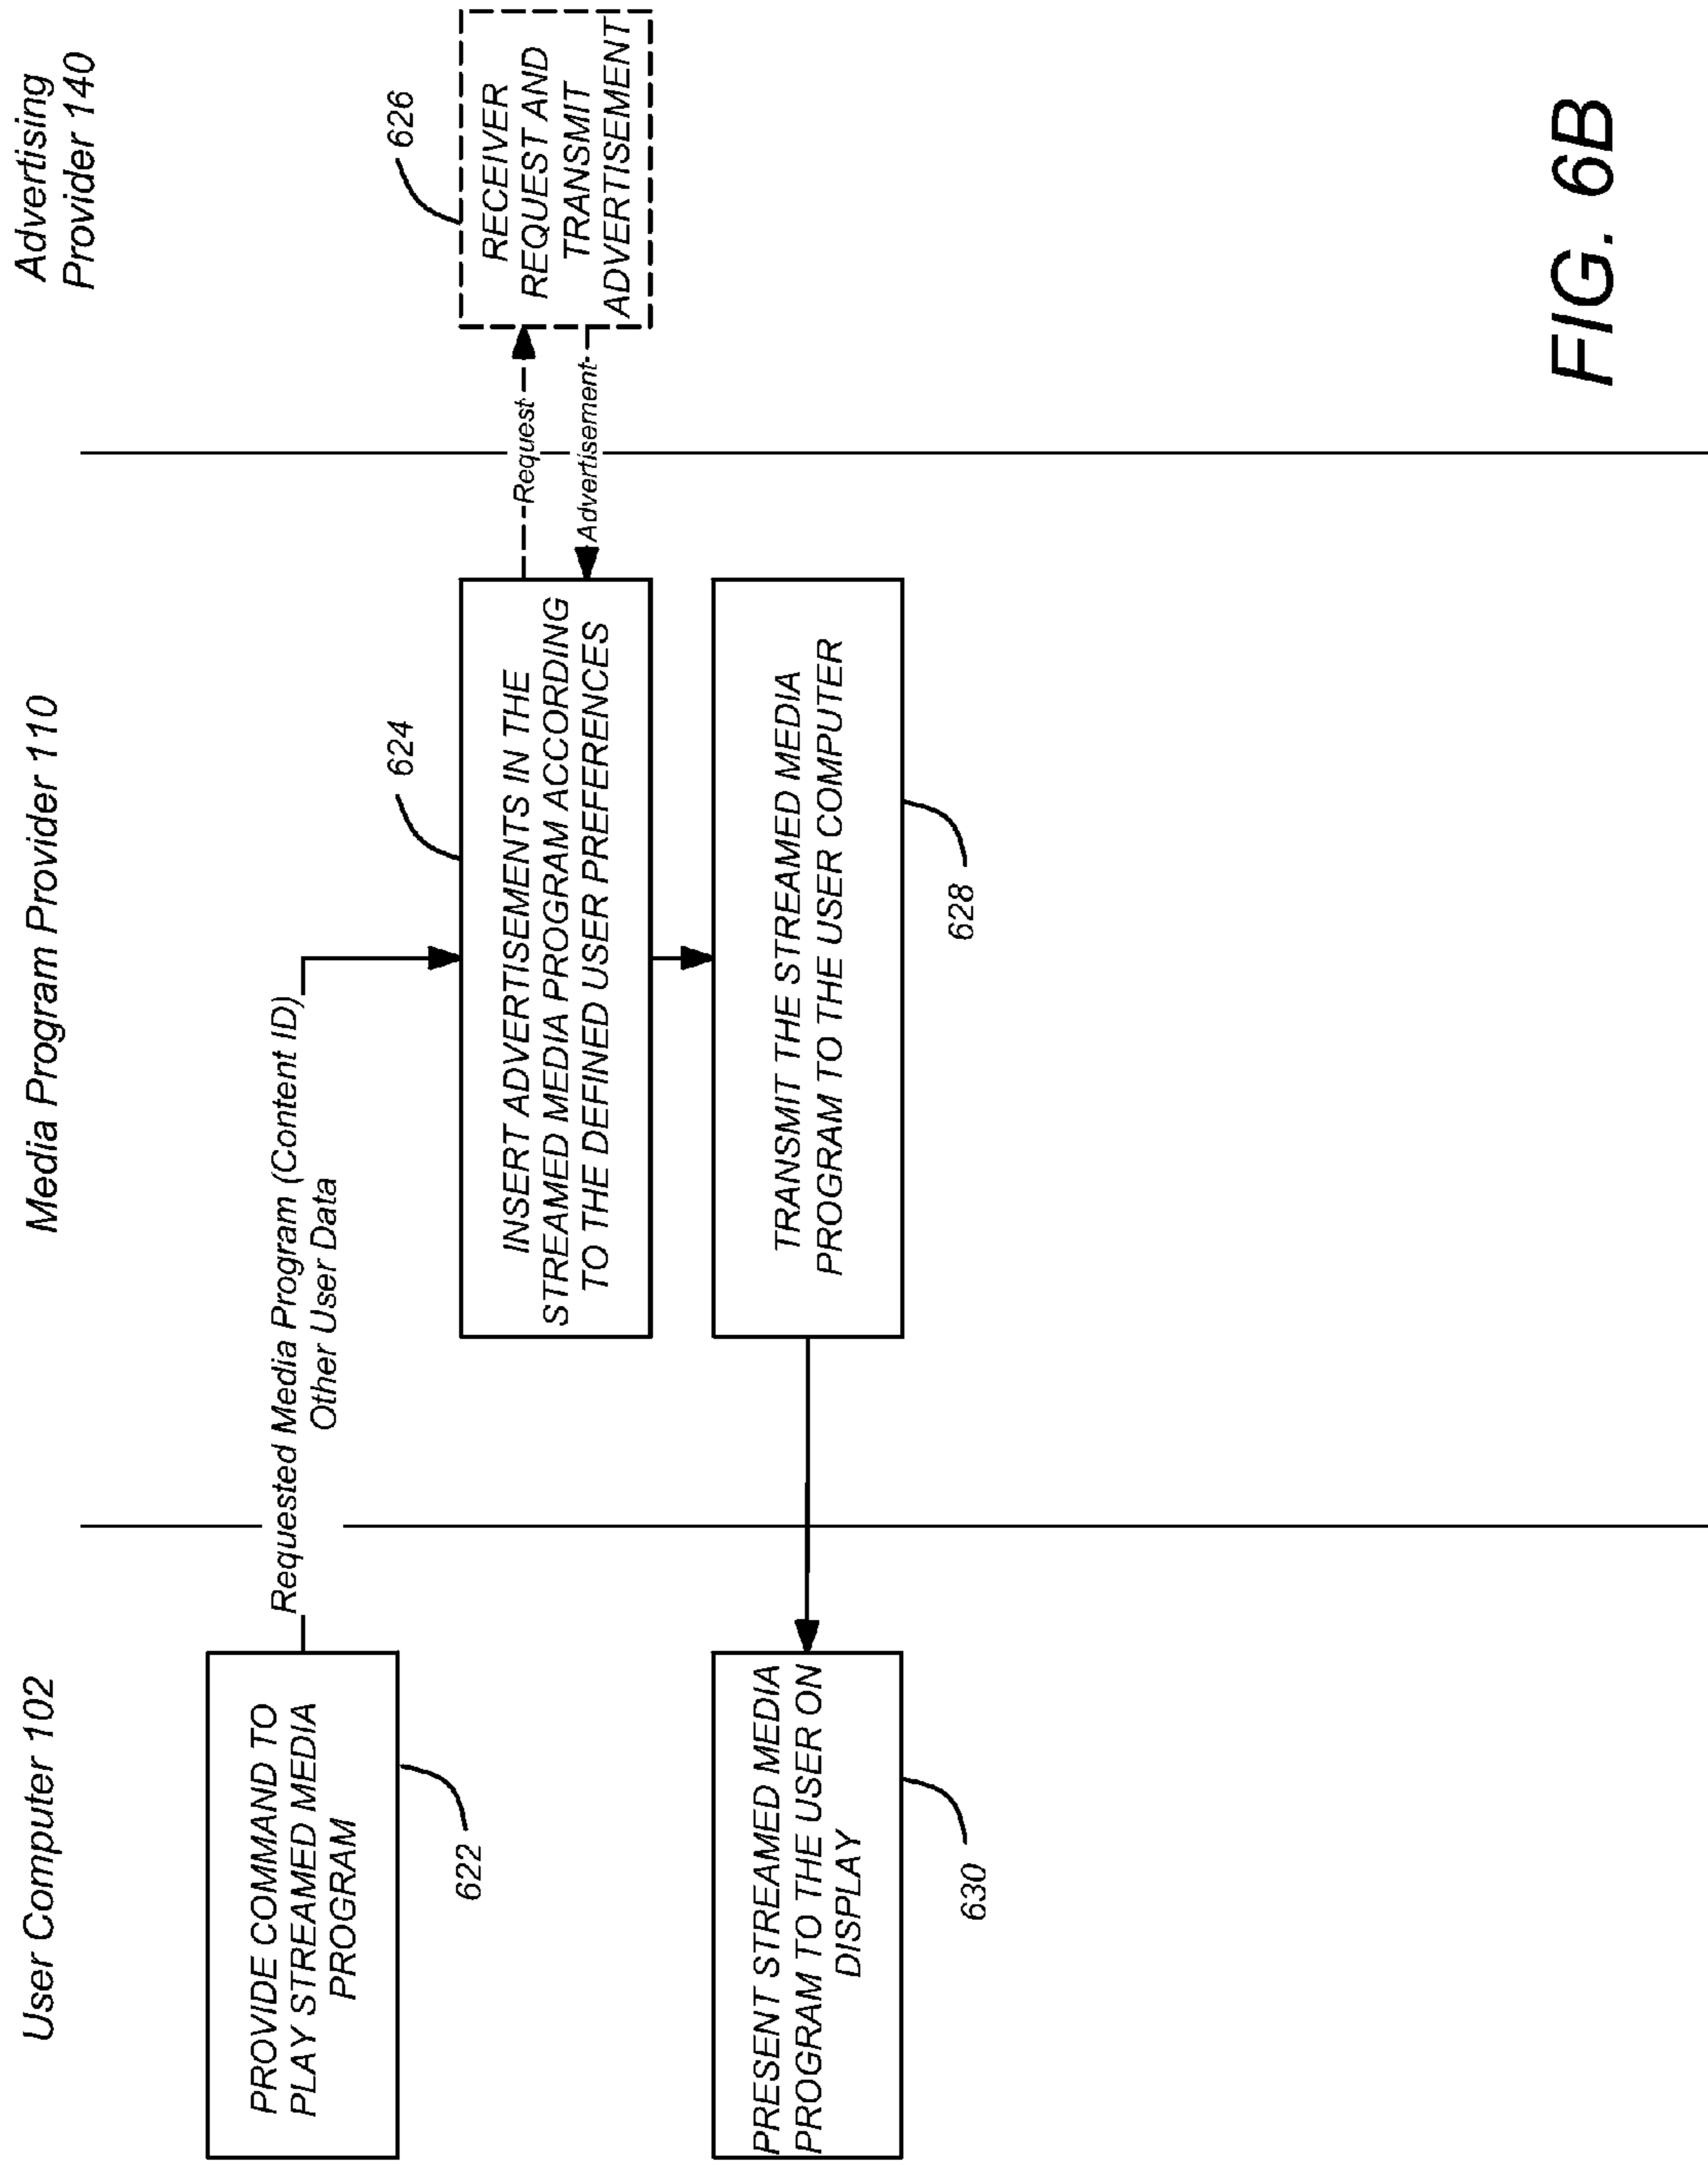 User Computer 102
Media Program Provider 110
Advertising
Provider 140
PROVIDE COMMAND TO
PLAY STREAMED MEDIA
PROGRAM
622
Requested Media Program (Content ID)
Other User Data
624
INSERT ADVERTISEMENTS IN THE
STREAMED MEDIA PROGRAM ACCORDING
TO THE DEFINED USER PREFERENCES
Request
Advertisement
626
RECEIVER
REQUEST AND
TRANSMIT
ADVERTISEMENT
TRANSMIT THE STREAMED MEDIA
PROGRAM TO THE USER COMPUTER
628
PRESENT STREAMED MEDIA
PROGRAM TO THE USER ON
DISPLAY
630
FIG. 6B